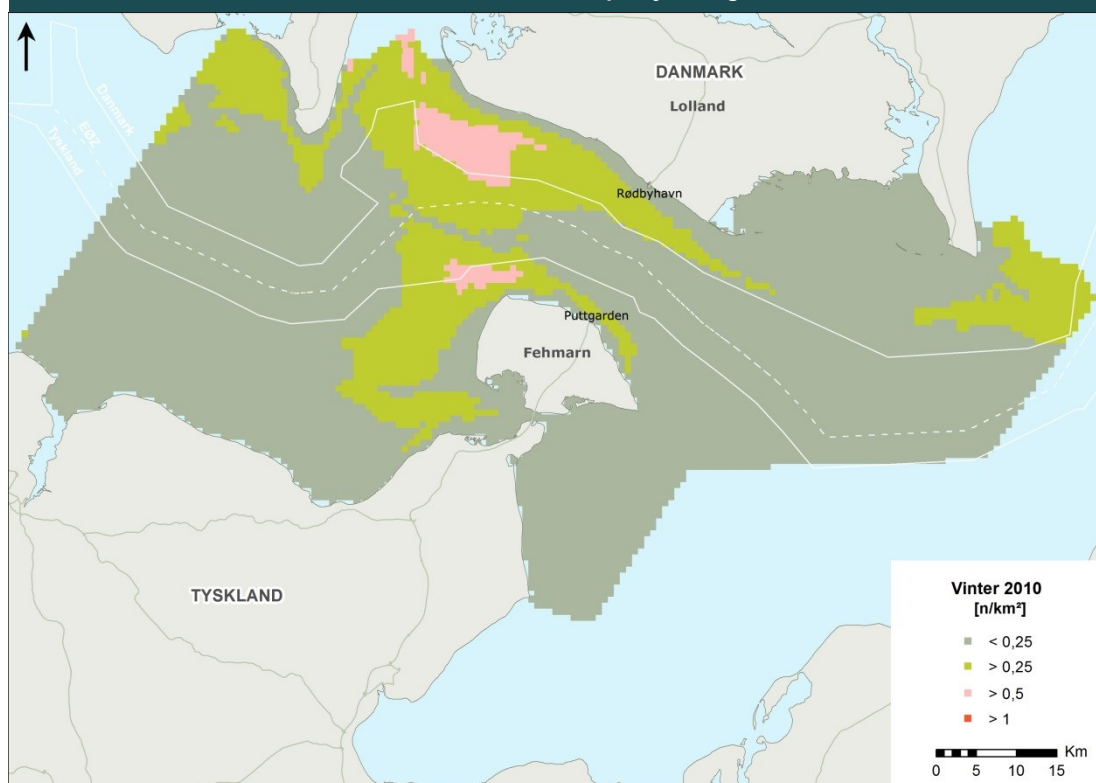 DANMARK
Lolland
Danmark
EØZ
Tyskland
Rødbyhavn
Puttgarden
Fehmarn
TYSKLAND
Vinter 2010
[n/km²]
< 0,25
> 0,25
> 0,5
> 1
Km
0 5 10 15